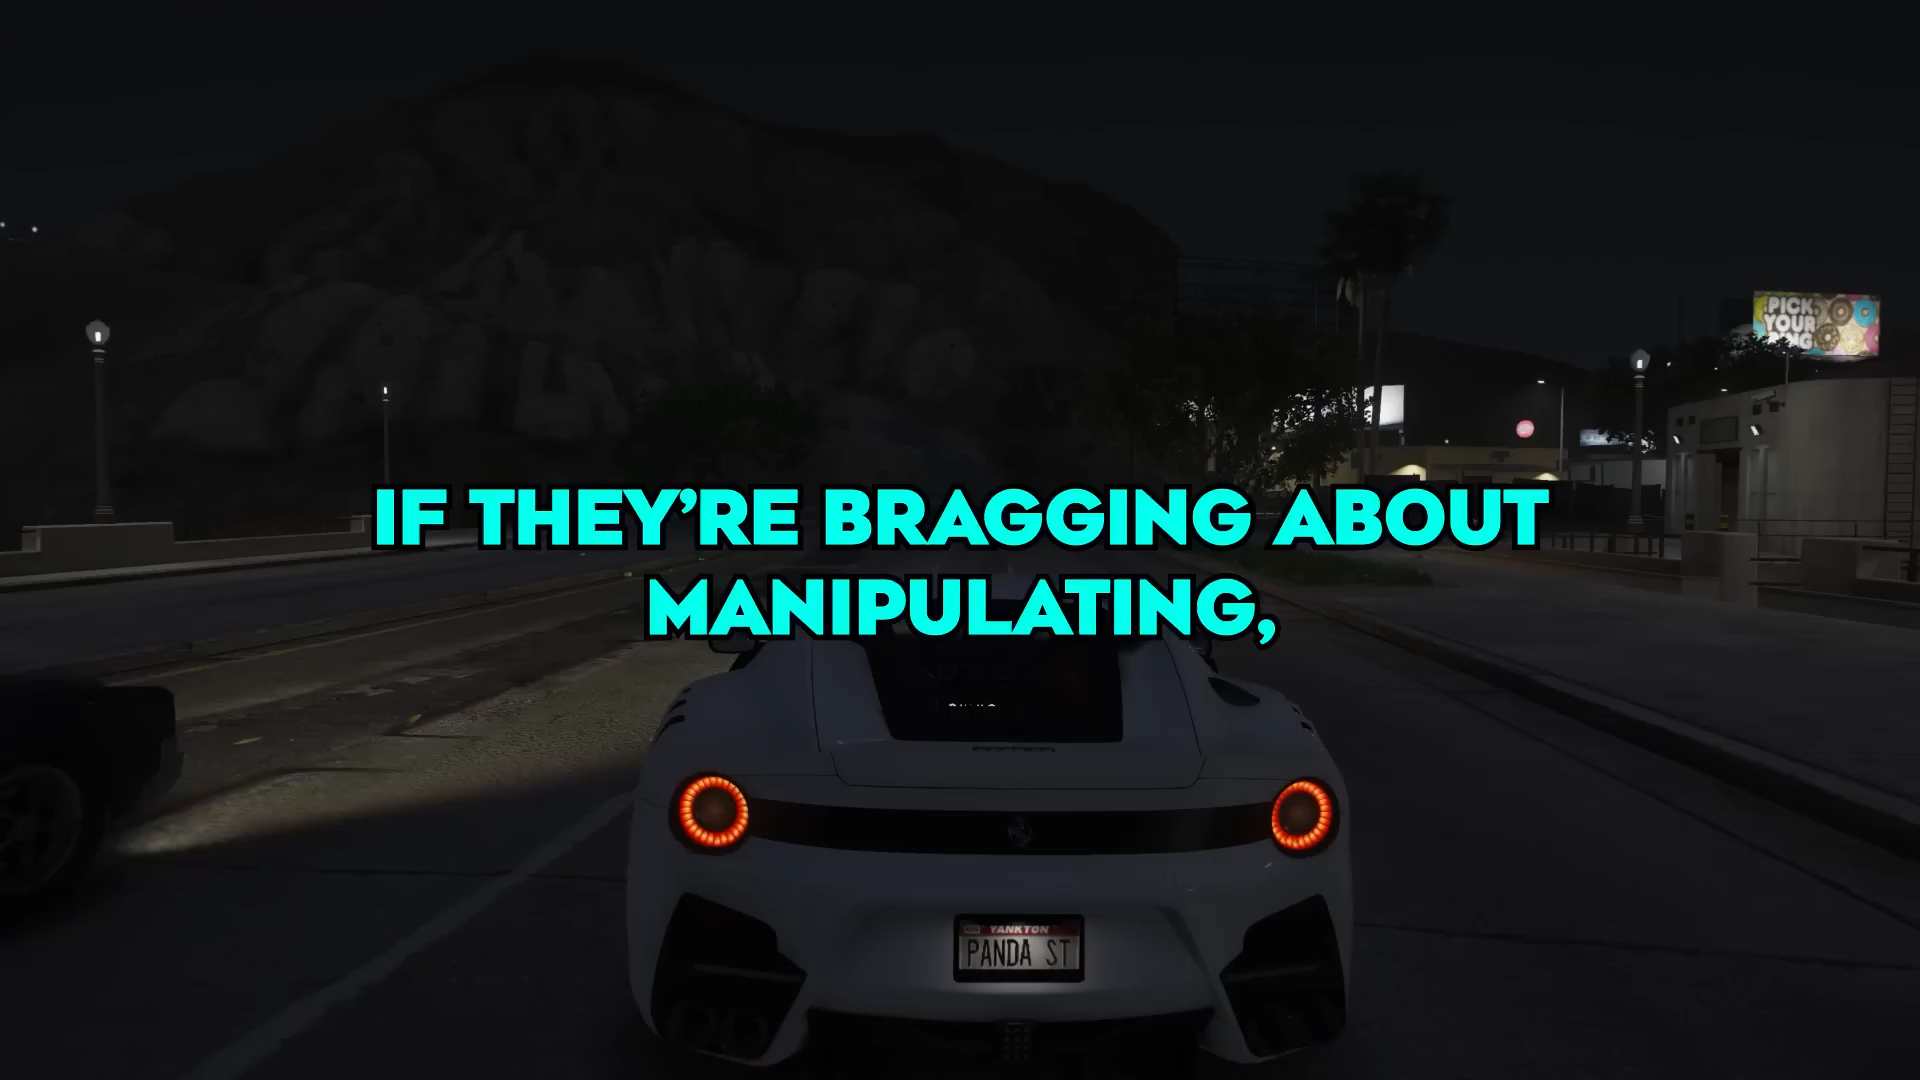 PICK
YOUR
IF THEY’RE BRAGGING ABOUT
MANIPULATING,
YANKTON
PANDA ST